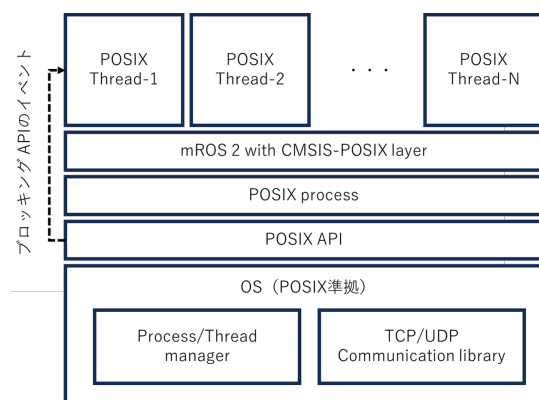 POSIX
Thread-1
POSIX
Thread-2
・・・
POSIX
Thread-N
ブロッキングAPIのイベント
mROS 2 with CMSIS-POSIX layer
POSIX process
POSIX API
OS（POSIX準拠）
Process/Thread
manager
TCP/UDP
Communication library